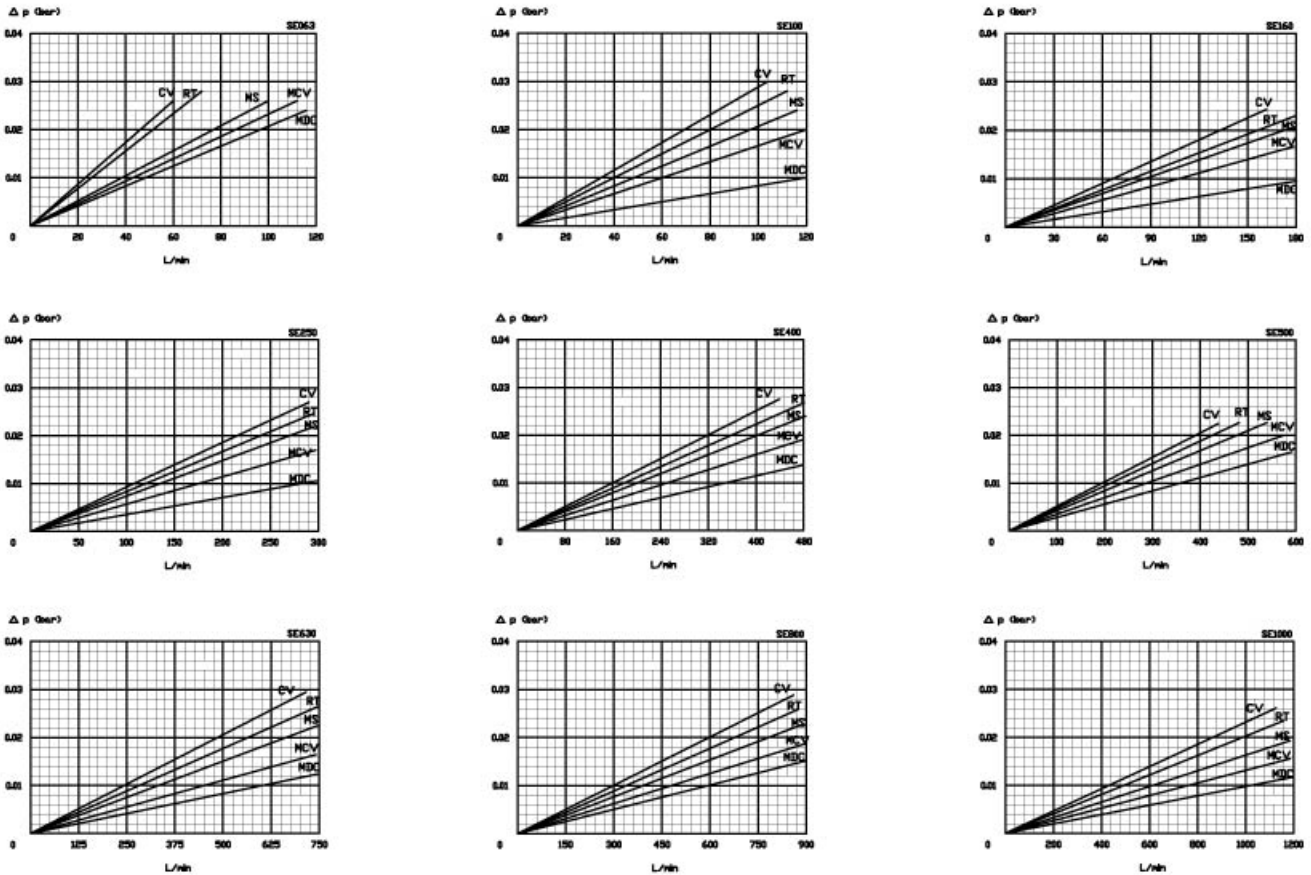 Δ p (bar)
SE063
0.04
0.03
0.02
0.01
CV RT MS MCV
MDC
0 20 40 60 80 100 120
L/min
Δ p (bar)
SE100
0.04
0.03
0.02
0.01
CV
RT
MS
MCV
MDC
0 20 40 60 80 100 120
L/min
Δ p (bar)
SE160
0.04
0.03
0.02
0.01
CV
RT
MS
MCV
MDC
0 30 60 90 120 150 180
L/min
Δ p (bar)
SE250
0.04
0.03
0.02
0.01
CV
RT
MS
MCV
MDC
0 50 100 150 200 250 300
L/min
Δ p (bar)
SE400
0.04
0.03
0.02
0.01
CV
RT
MS
MCV
MDC
0 80 160 240 320 400 480
L/min
Δ p (bar)
SE500
0.04
0.03
0.02
0.01
CV RT MS
MCV
MDC
0 100 200 300 400 500 600
L/min
Δ p (bar)
SE630
0.04
0.03
0.02
0.01
CV
RT
MS
MCV
MDC
0 125 250 375 500 625 750
L/min
Δ p (bar)
SE800
0.04
0.03
0.02
0.01
CV
RT
MS
MCV
MDC
0 150 300 450 600 750 900
L/min
Δ p (bar)
SE1000
0.04
0.03
0.02
0.01
CV
RT
MS
MCV
MDC
0 200 400 600 800 1000 1200
L/min